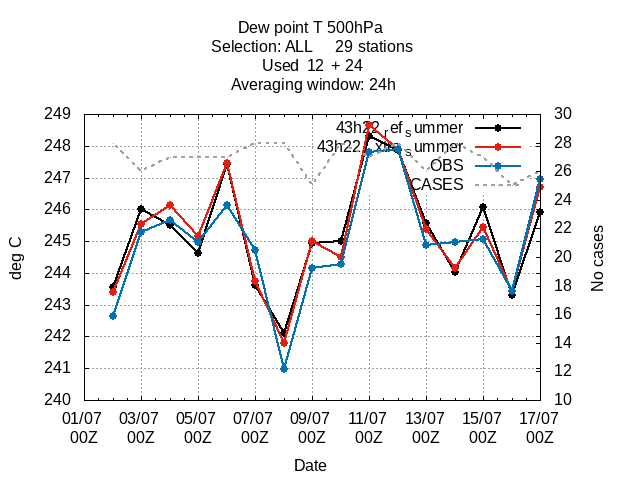 Dew point T 500hPa
Selection: ALL 29 stations
Used 12 + 24
Averaging window: 24h
249
248
247
246
245
244
243
242
241
240
deg C
30
28
26
24
22
20
18
16
14
12
10
No cases
ummer
ummer
OBS
CASES
01/07 03/07 05/07 07/07 09/07 11/07 13/07 15/07 17/07
00Z 00Z 00Z 00Z 00Z 00Z 00Z 00Z 00Z
Date